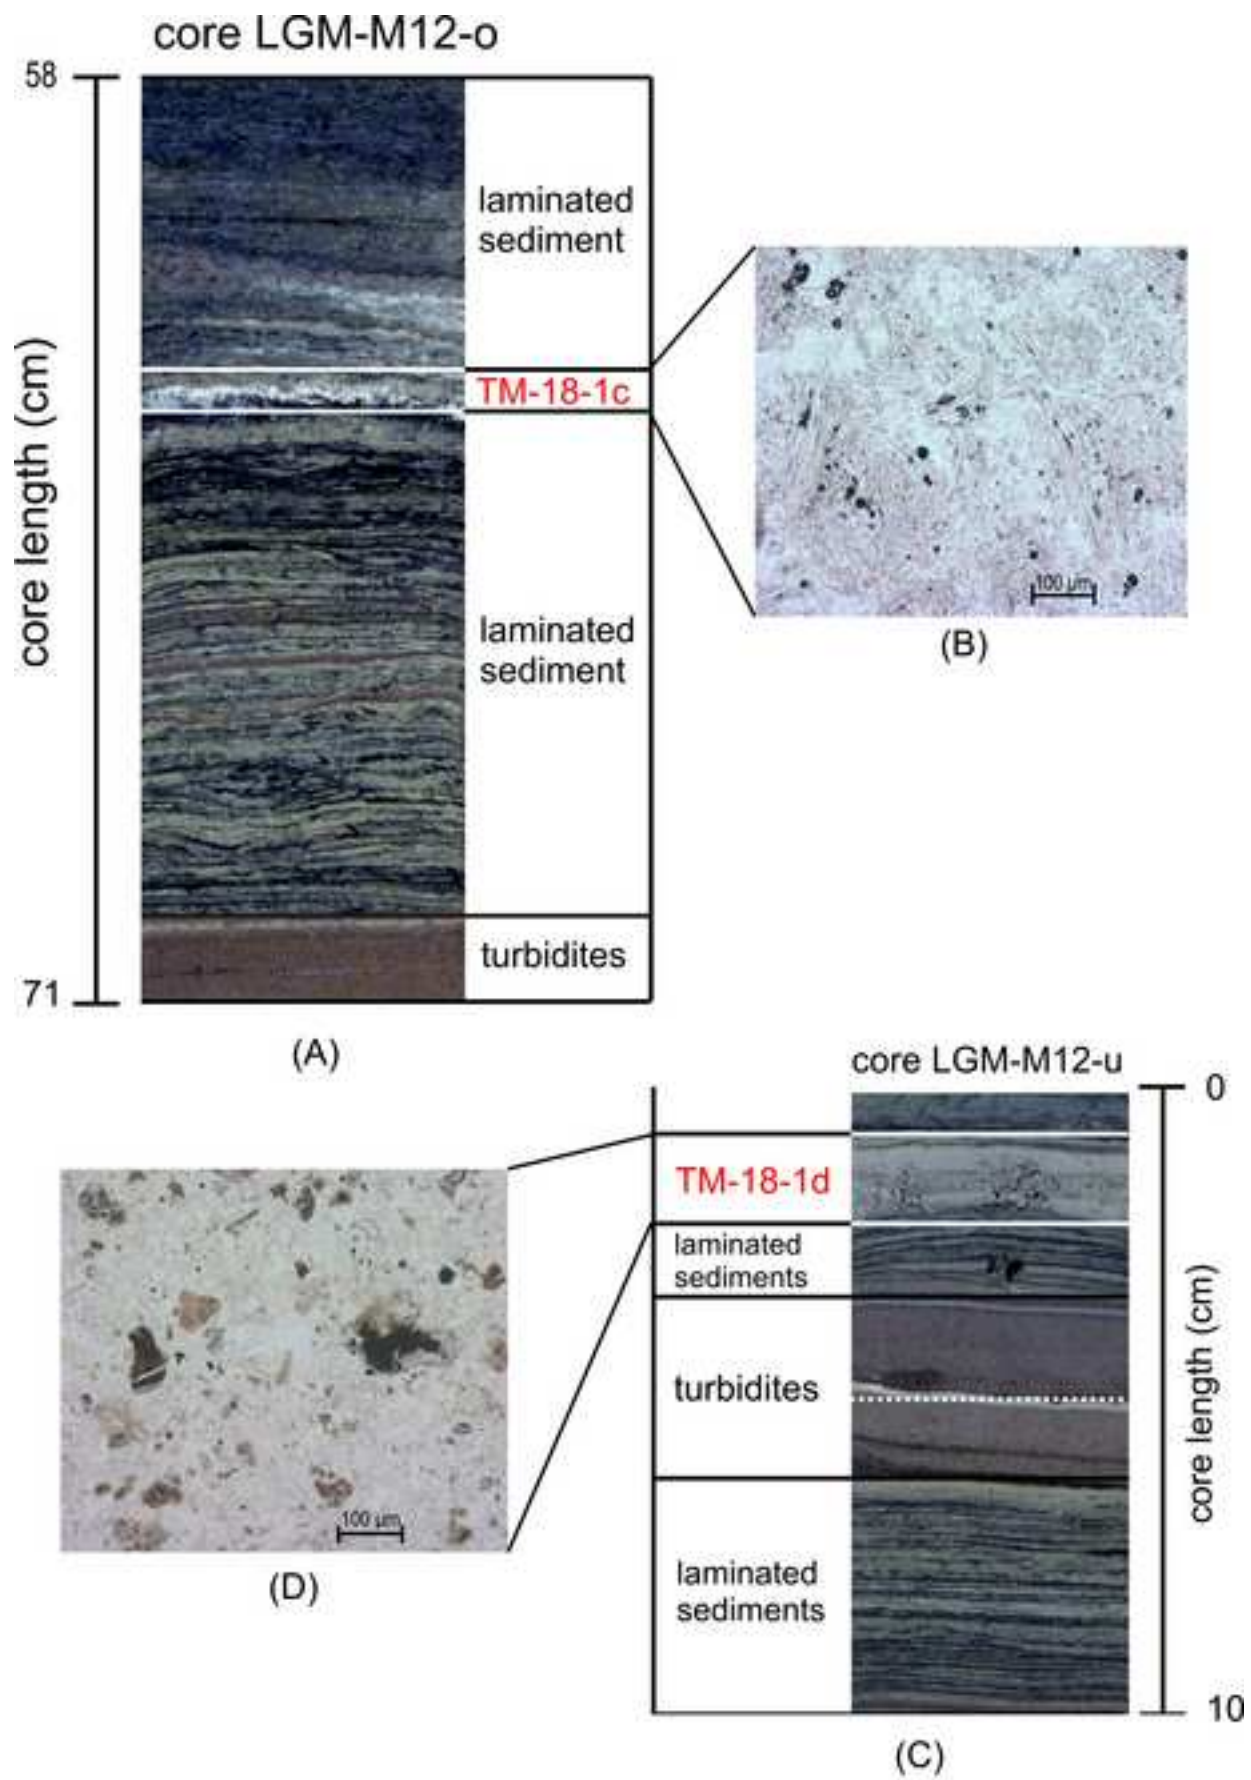 core LGM-M12-o
58
laminated
sediment
TM-18-1c
core length (cm)
100 µm
(B)
laminated
sediment
turbidites
71
(A)
core LGM-M12-u
0
TM-18-1d
laminated
sediments
core length (cm)
turbidites
100 µm
(D)
laminated
sediments
10
(C)